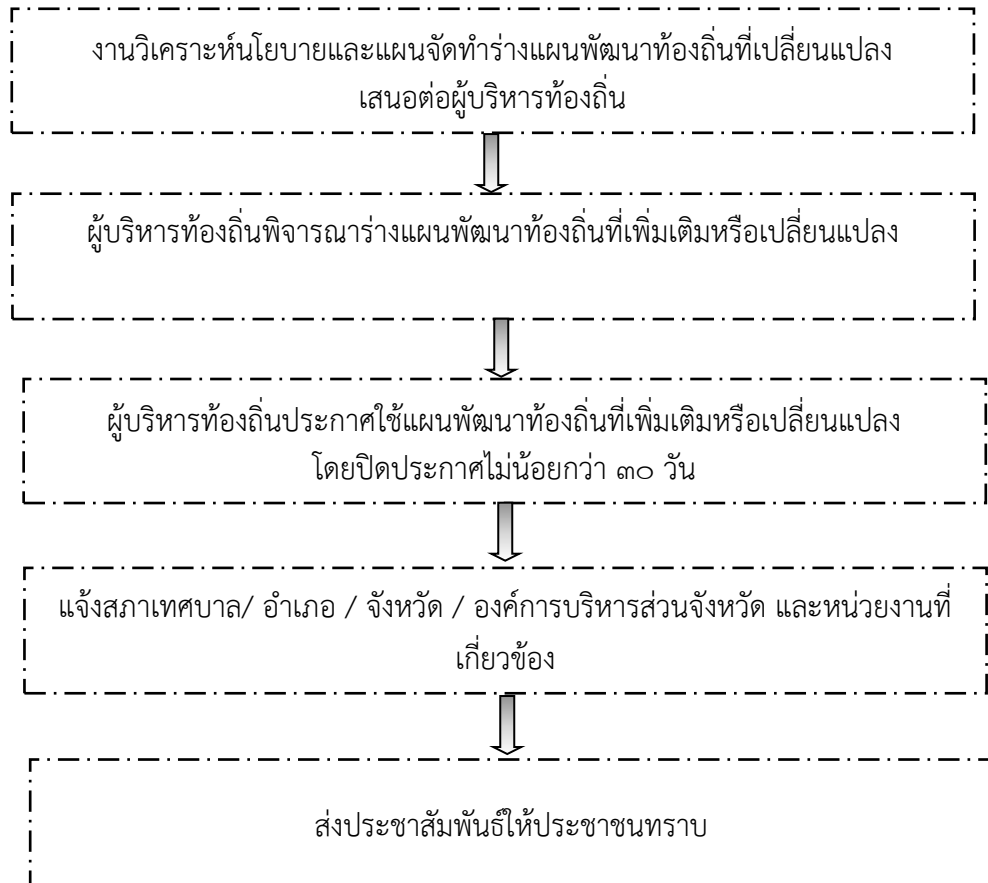 งานวิเคราะห์นโยบายและแผนจัดทำร่างแผนพัฒนาท้องถิ่นที่เปลี่ยนแปลง
เสนอต่อผู้บริหารท้องถิ่น
ผู้บริหารท้องถิ่นพิจารณาร่างแผนพัฒนาท้องถิ่นที่เพิ่มเติมหรือเปลี่ยนแปลง
ผู้บริหารท้องถิ่นประกาศใช้แผนพัฒนาท้องถิ่นที่เพิ่มเติมหรือเปลี่ยนแปลง
โดยปิดประกาศไม่น้อยกว่า ๓๐ วัน
แจ้งสภาเทศบาล/ อำเภอ / จังหวัด / องค์การบริหารส่วนจังหวัด และหน่วยงานที่
เกี่ยวข้อง
ส่งประชาสัมพันธ์ให้ประชาชนทราบ